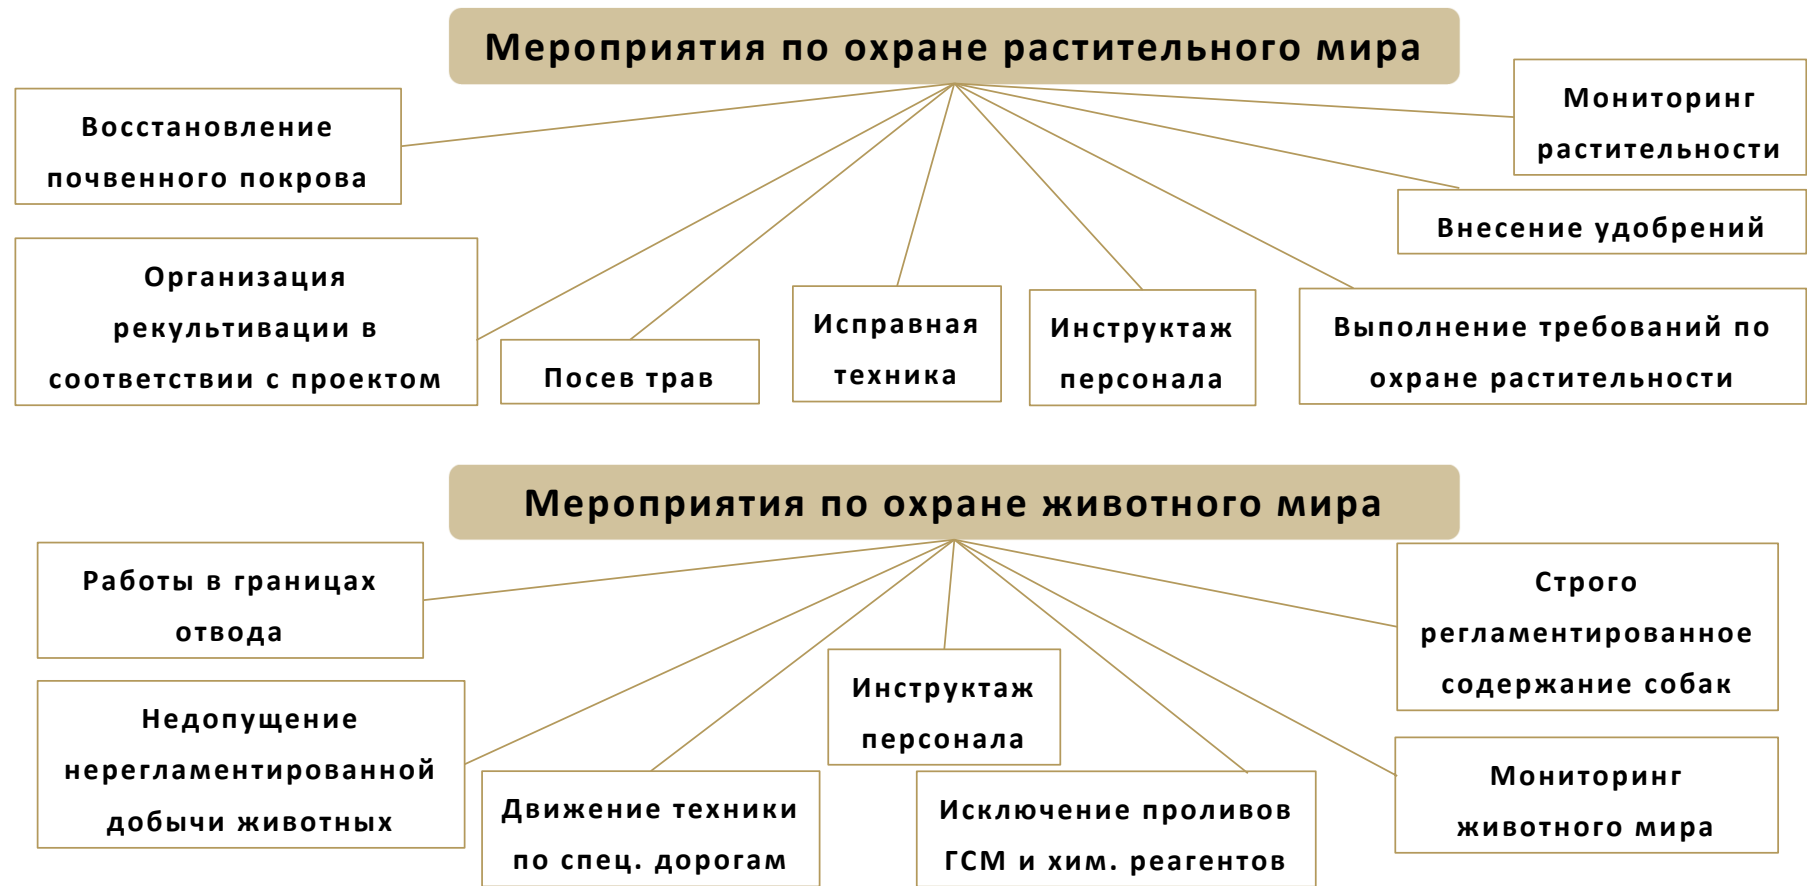 Мероприятия по охране растительного мира
Восстановление
почвенного покрова
Мониторинг
растительности
Внесение удобрений
Организация
рекультивации в
соответствии с проектом
Посев трав
Исправная
техника
Инструктаж
персонала
Выполнение требований по
охране растительности
Мероприятия по охране животного мира
Работы в границах
отвода
Строго
регламентированное
содержание собак
Недопущение
нерегламентированной
добычи животных
Движение техники
по спец. дорогам
Инструктаж
персонала
Исключение проливов
ГСМ и хим. реагентов
Мониторинг
животного мира